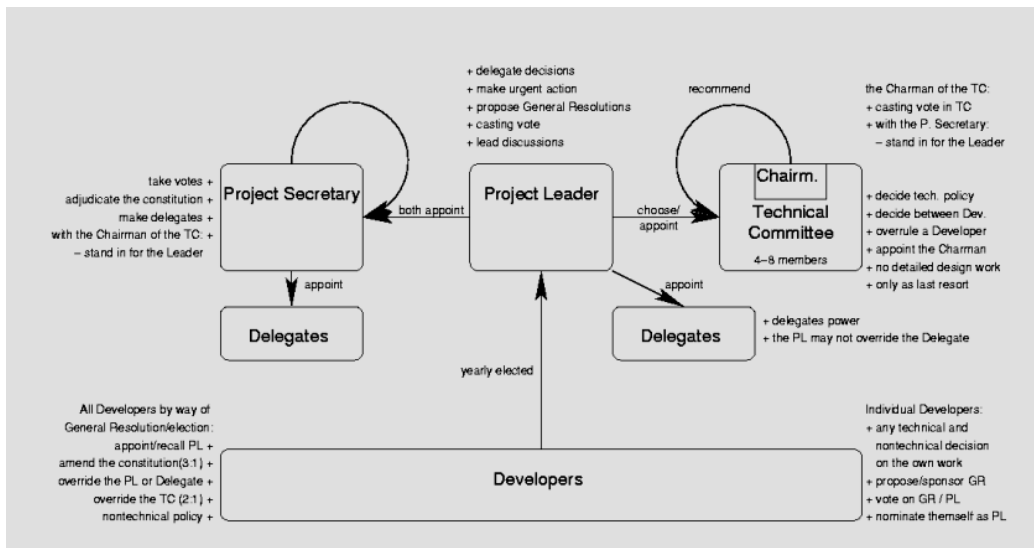 + delegate decisions
+ make urgent action
+ propose General Resolutions
+ casting vote
+ lead discussions
recommend
the Charman of the TC:
+ casting vote in TC
+ with the P. Secretary:
– stand in for the Leader
take votes +
adjudicate the constitution +
make delegates +
with the Chairman of the TC: +
– stand in for the Leader
Project Secretary
both appoint
Project Leader
choose/
appoint
Chairm.
Technical
Committee
4–8 members
+ decide tech. policy
+ decide between Dev.
+ overrule a Developer
+ appoint the Charman
+ no detailed design work
+ only as last resort
appoint
Delegates
appoint
Delegates
+ delegates power
+ the PL may not override the Delegate
yearly elected
All Developers by way of
General Resolution/election:
appoint/recall PL +
amend the constitution(3:1) +
override the PL or Delegate +
override the TC (2:1) +
nontechnical policy +
Developers
Individual Developers:
+ any technical and
nontechnical decision
on the own work
+ propose/sponsor GR
+ vote on GR / PL
+ nominate themself as PL